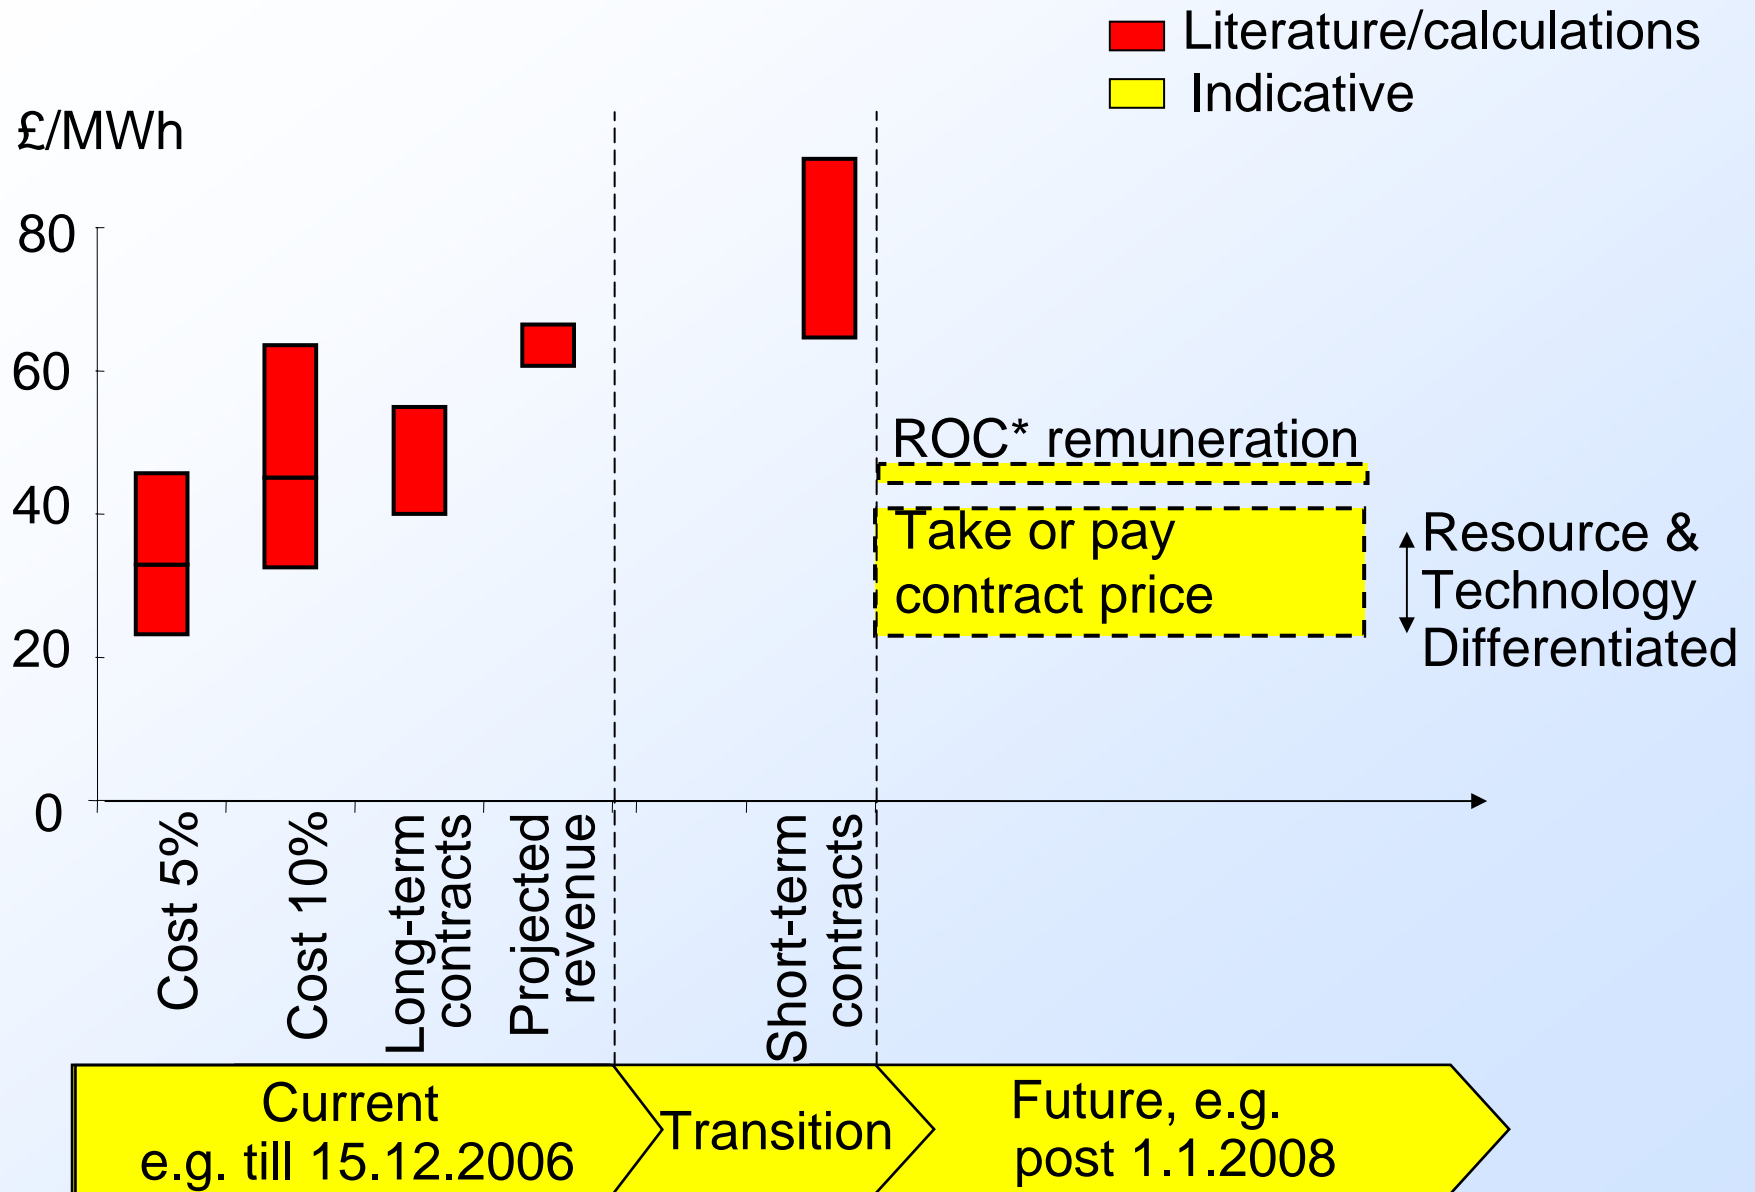 Literature/calculations
Indicative
£/MWh
80
60
40
20
0
ROC* remuneration
Take or pay
contract price
Resource &
Technology
Differentiated
Cost 5%
Cost 10%
Long-term
contracts
Projected
revenue
Short-term
contracts
Current
e.g. till 15.12.2006
Transition
Future, e.g.
post 1.1.2008